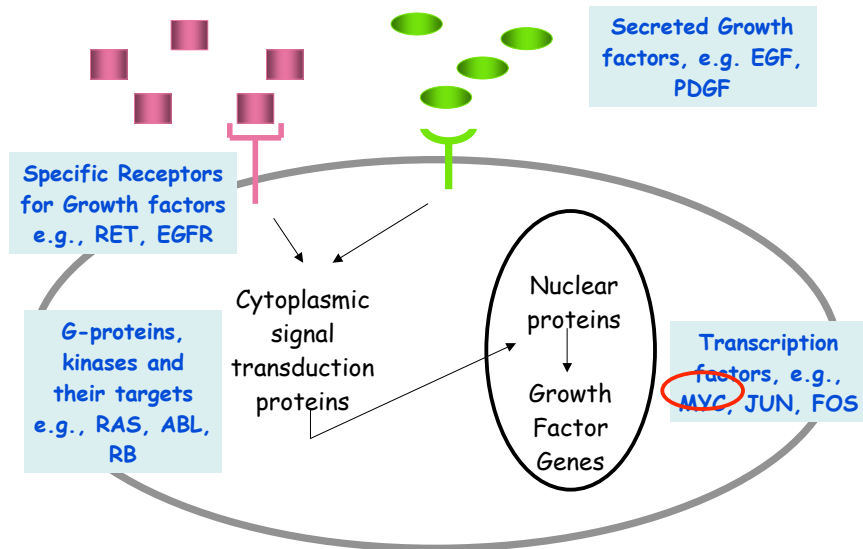 Secreted Growth
factors, e.g. EGF,
PDGF
Specific Receptors
for Growth factors
e.g., RET, EGFR
Cytoplasmic
signal
transduction
proteins
Nuclear
proteins
Growth
Factor
Genes
G-proteins,
kinases and
their targets
e.g., RAS, ABL,
RB
Transcription
factors, e.g.,
MYC, JUN, FOS